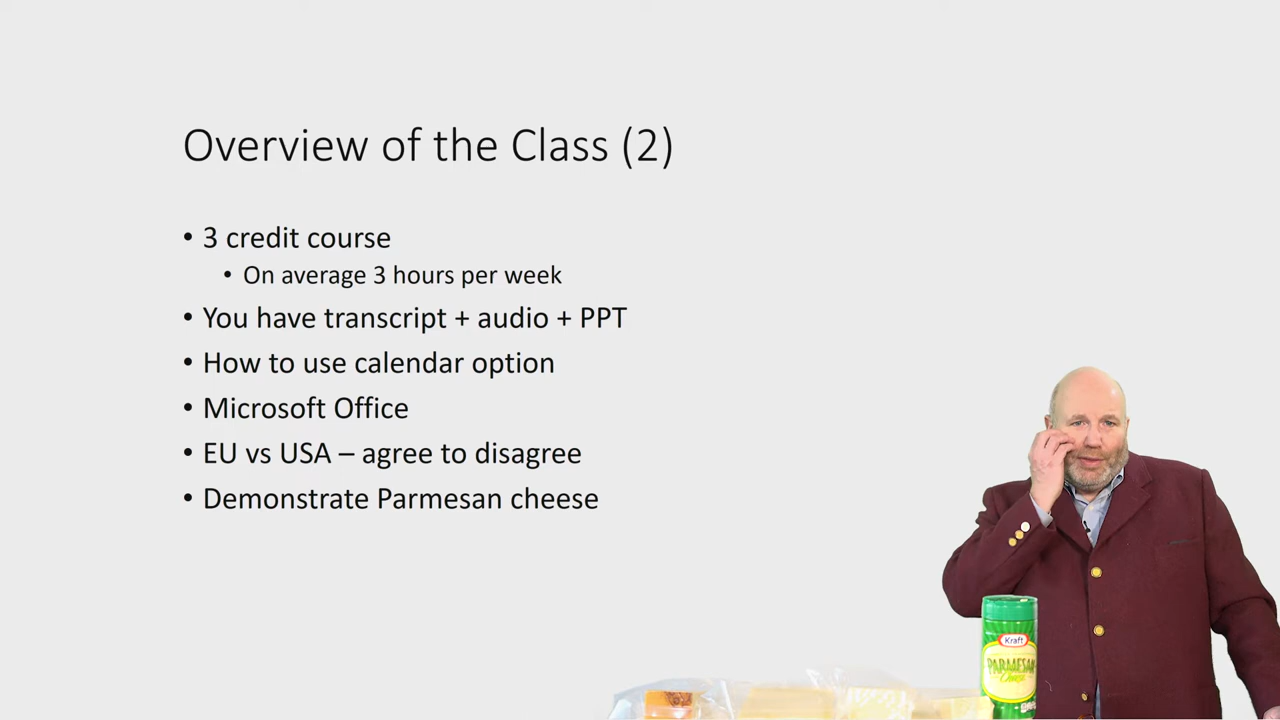 Overview of the Class (2)
• 3 credit course
• On average 3 hours per week
• You have transcript + audio + PPT
• How to use calendar option
• Microsoft Office
• EU vs USA – agree to disagree
• Demonstrate Parmesan cheese
Kraft
PARMESAN
Cheese